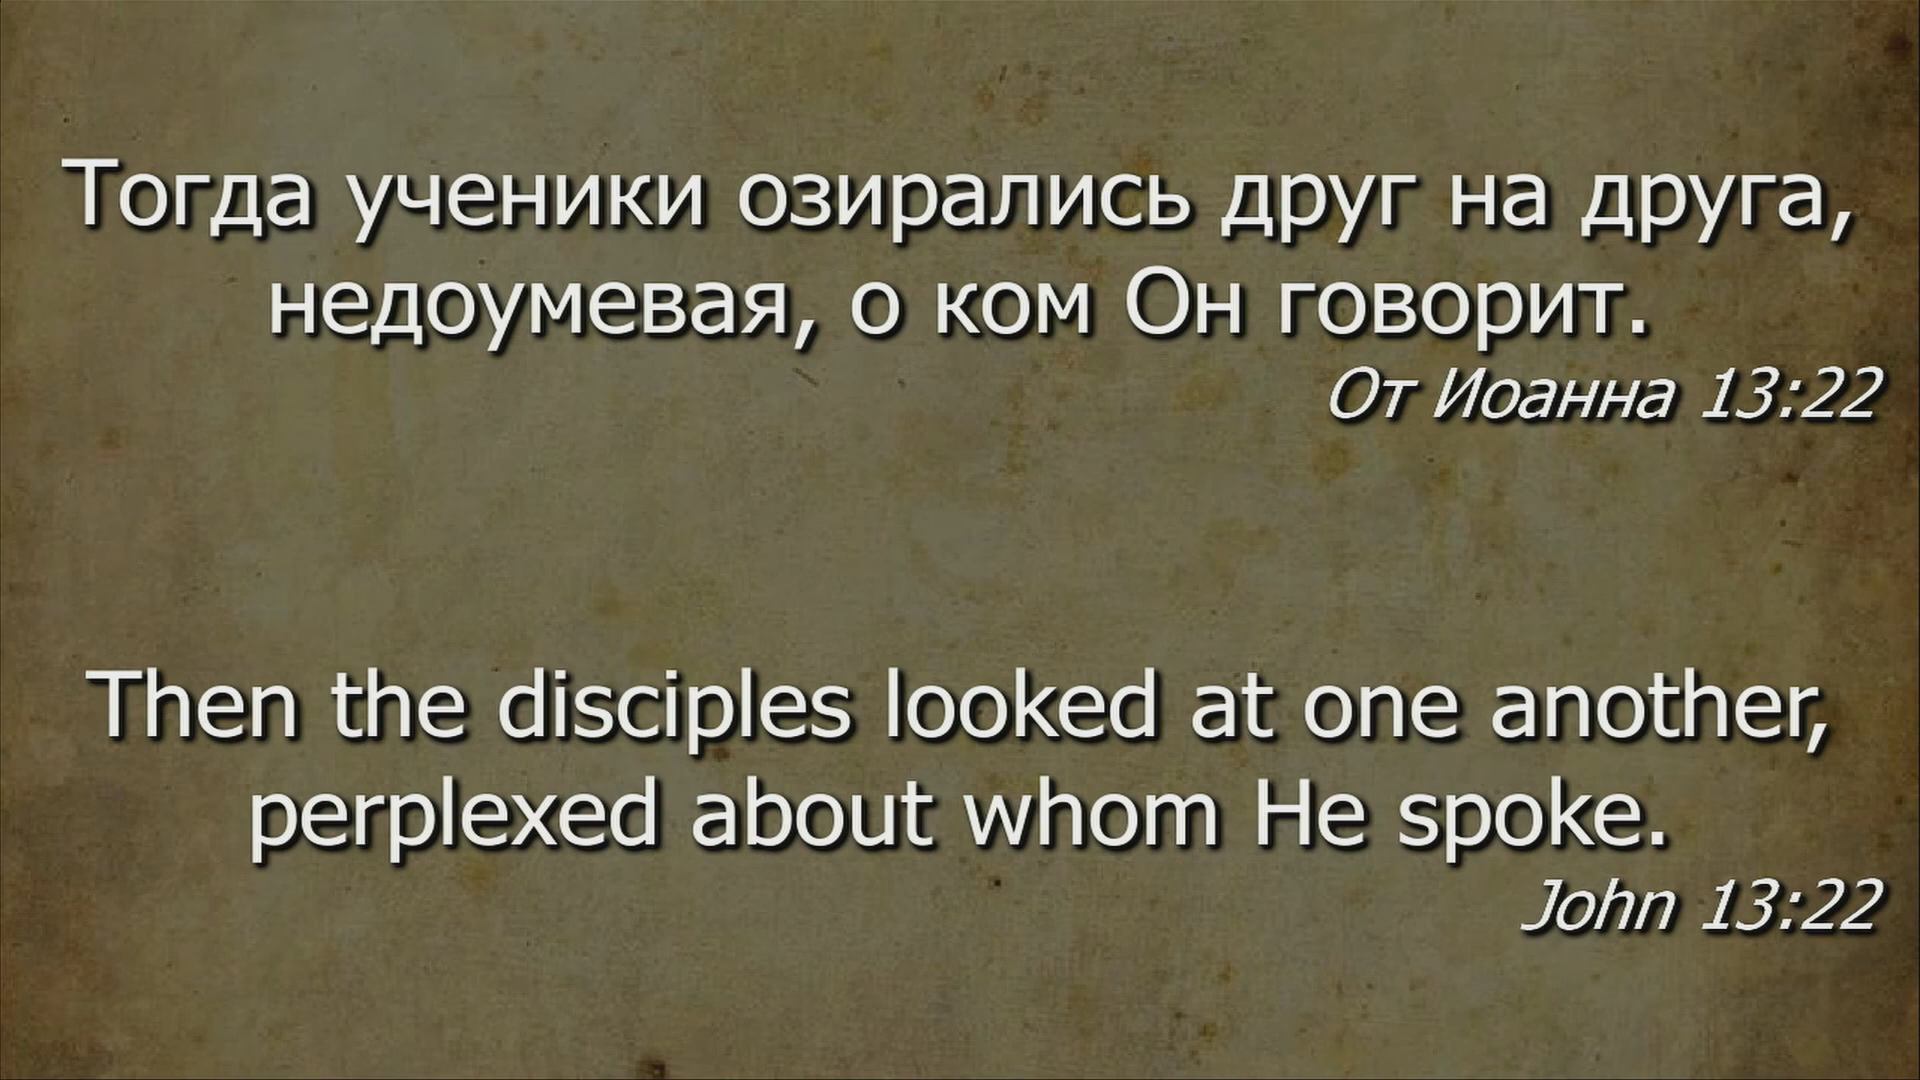 Тогда ученики озирались друг на друга,
недоумевая, о ком Он говорит.
От Иоанна 13:22
Then the disciples looked at one another,
perplexed about whom He spoke.
John 13:22